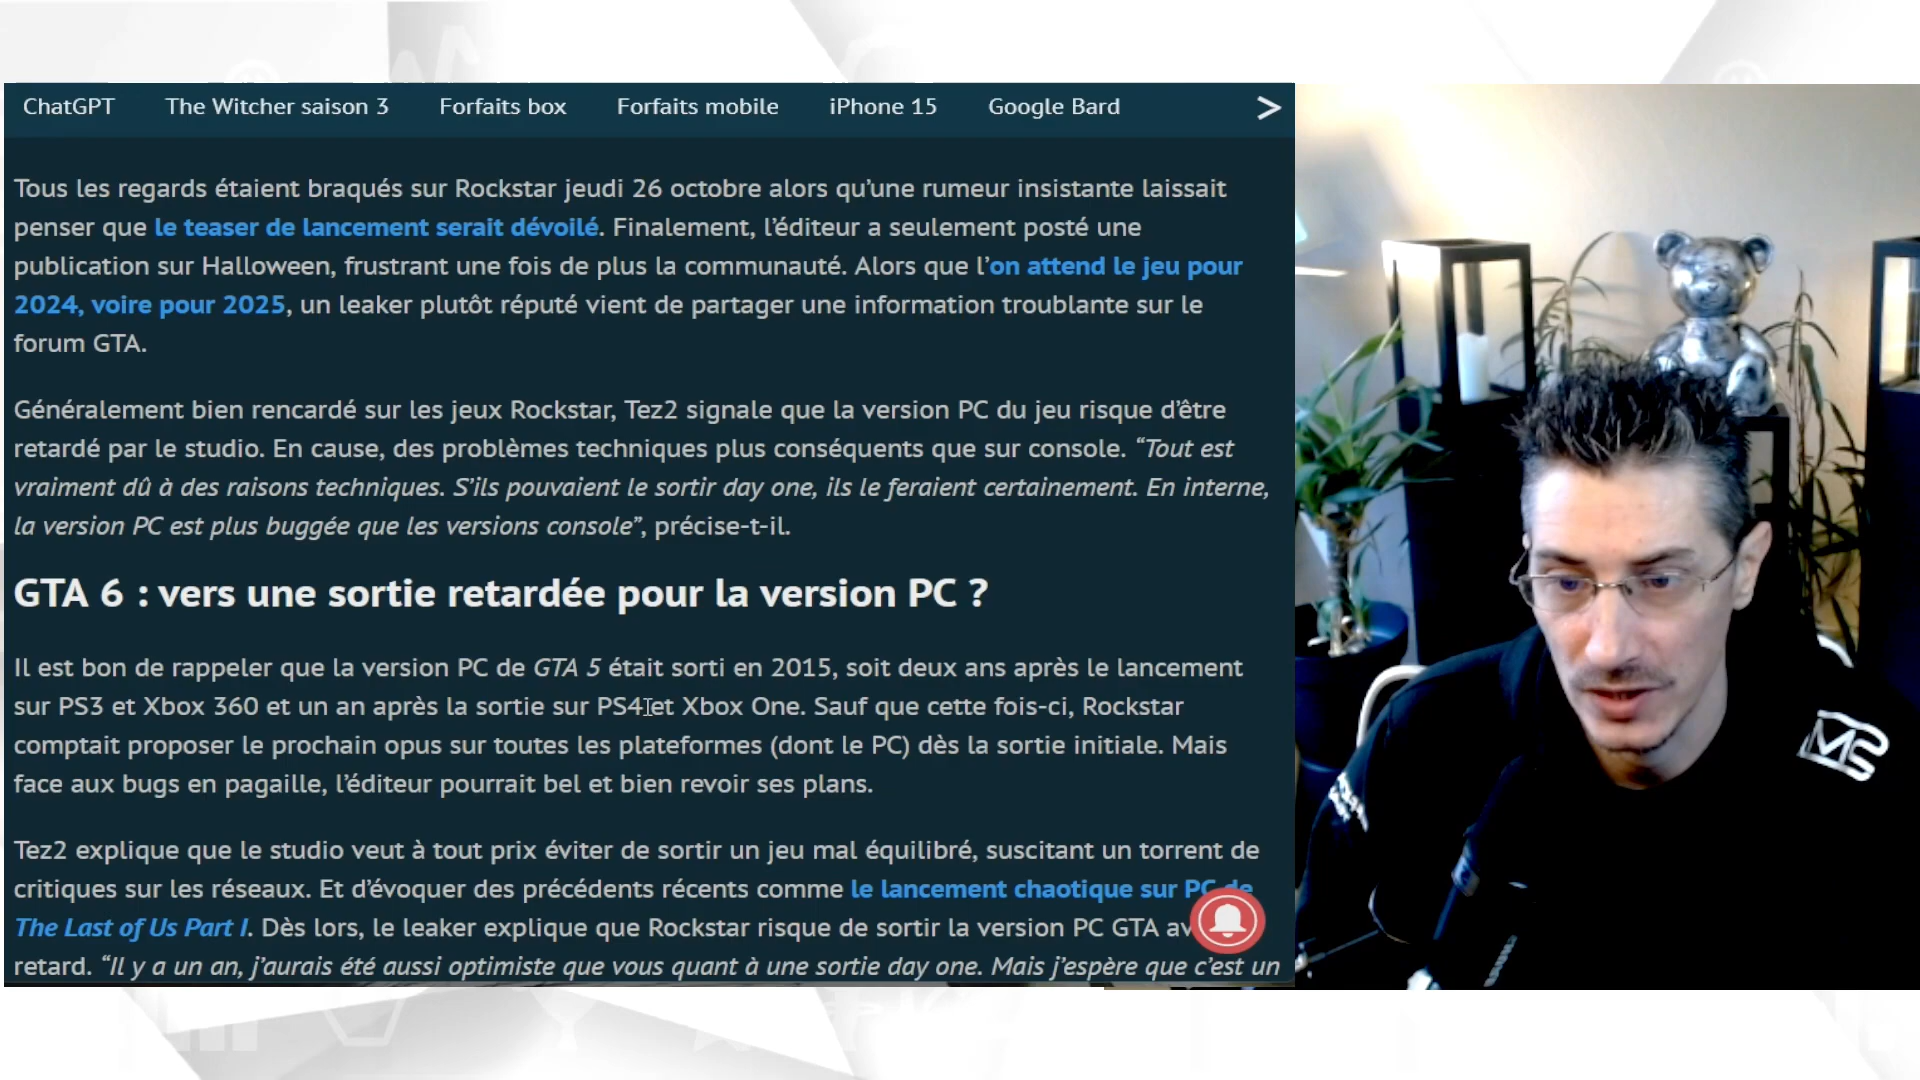 ChatGPT The Witcher saison 3 Forfaits box Forfaits mobile iPhone 15 Google Bard >
Tous les regards étaient braqués sur Rockstar jeudi 26 octobre alors qu’une rumeur insistante laissait
penser que le teaser de lancement serait dévoilé. Finalement, l’éditeur a seulement posté une
publication sur Halloween, frustrant une fois de plus la communauté. Alors que l’on attend le jeu pour
2024, voire pour 2025, un leaker plutôt réputé vient de partager une information troublante sur le
forum GTA.
Généralement bien rencardé sur les jeux Rockstar, Tez2 signale que la version PC du jeu risque d’être
retardé par le studio. En cause, des problèmes techniques plus conséquents que sur console. “Tout est
vraiment dû à des raisons techniques. S’ils pouvaient le sortir day one, ils le feraient certainement. En interne,
la version PC est plus buggée que les versions console”, précise-t-il.
GTA 6 : vers une sortie retardée pour la version PC ?
Il est bon de rappeler que la version PC de GTA 5 était sorti en 2015, soit deux ans après le lancement
sur PS3 et Xbox 360 et un an après la sortie sur PS4 et Xbox One. Sauf que cette fois-ci, Rockstar
comptait proposer le prochain opus sur toutes les plateformes (dont le PC) dès la sortie initiale. Mais
face aux bugs en pagaille, l’éditeur pourrait bel et bien revoir ses plans.
Tez2 explique que le studio veut à tout prix éviter de sortir un jeu mal équilibré, suscitant un torrent de
critiques sur les réseaux. Et d’évoquer des précédents récents comme le lancement chaotique sur PC de
The Last of Us Part I. Dès lors, le leaker explique que Rockstar risque de sortir la version PC GTA
retard. “Il y a un an, j’aurais été aussi optimiste que vous quant à une sortie day one. Mais j’espère que c’est un
MS